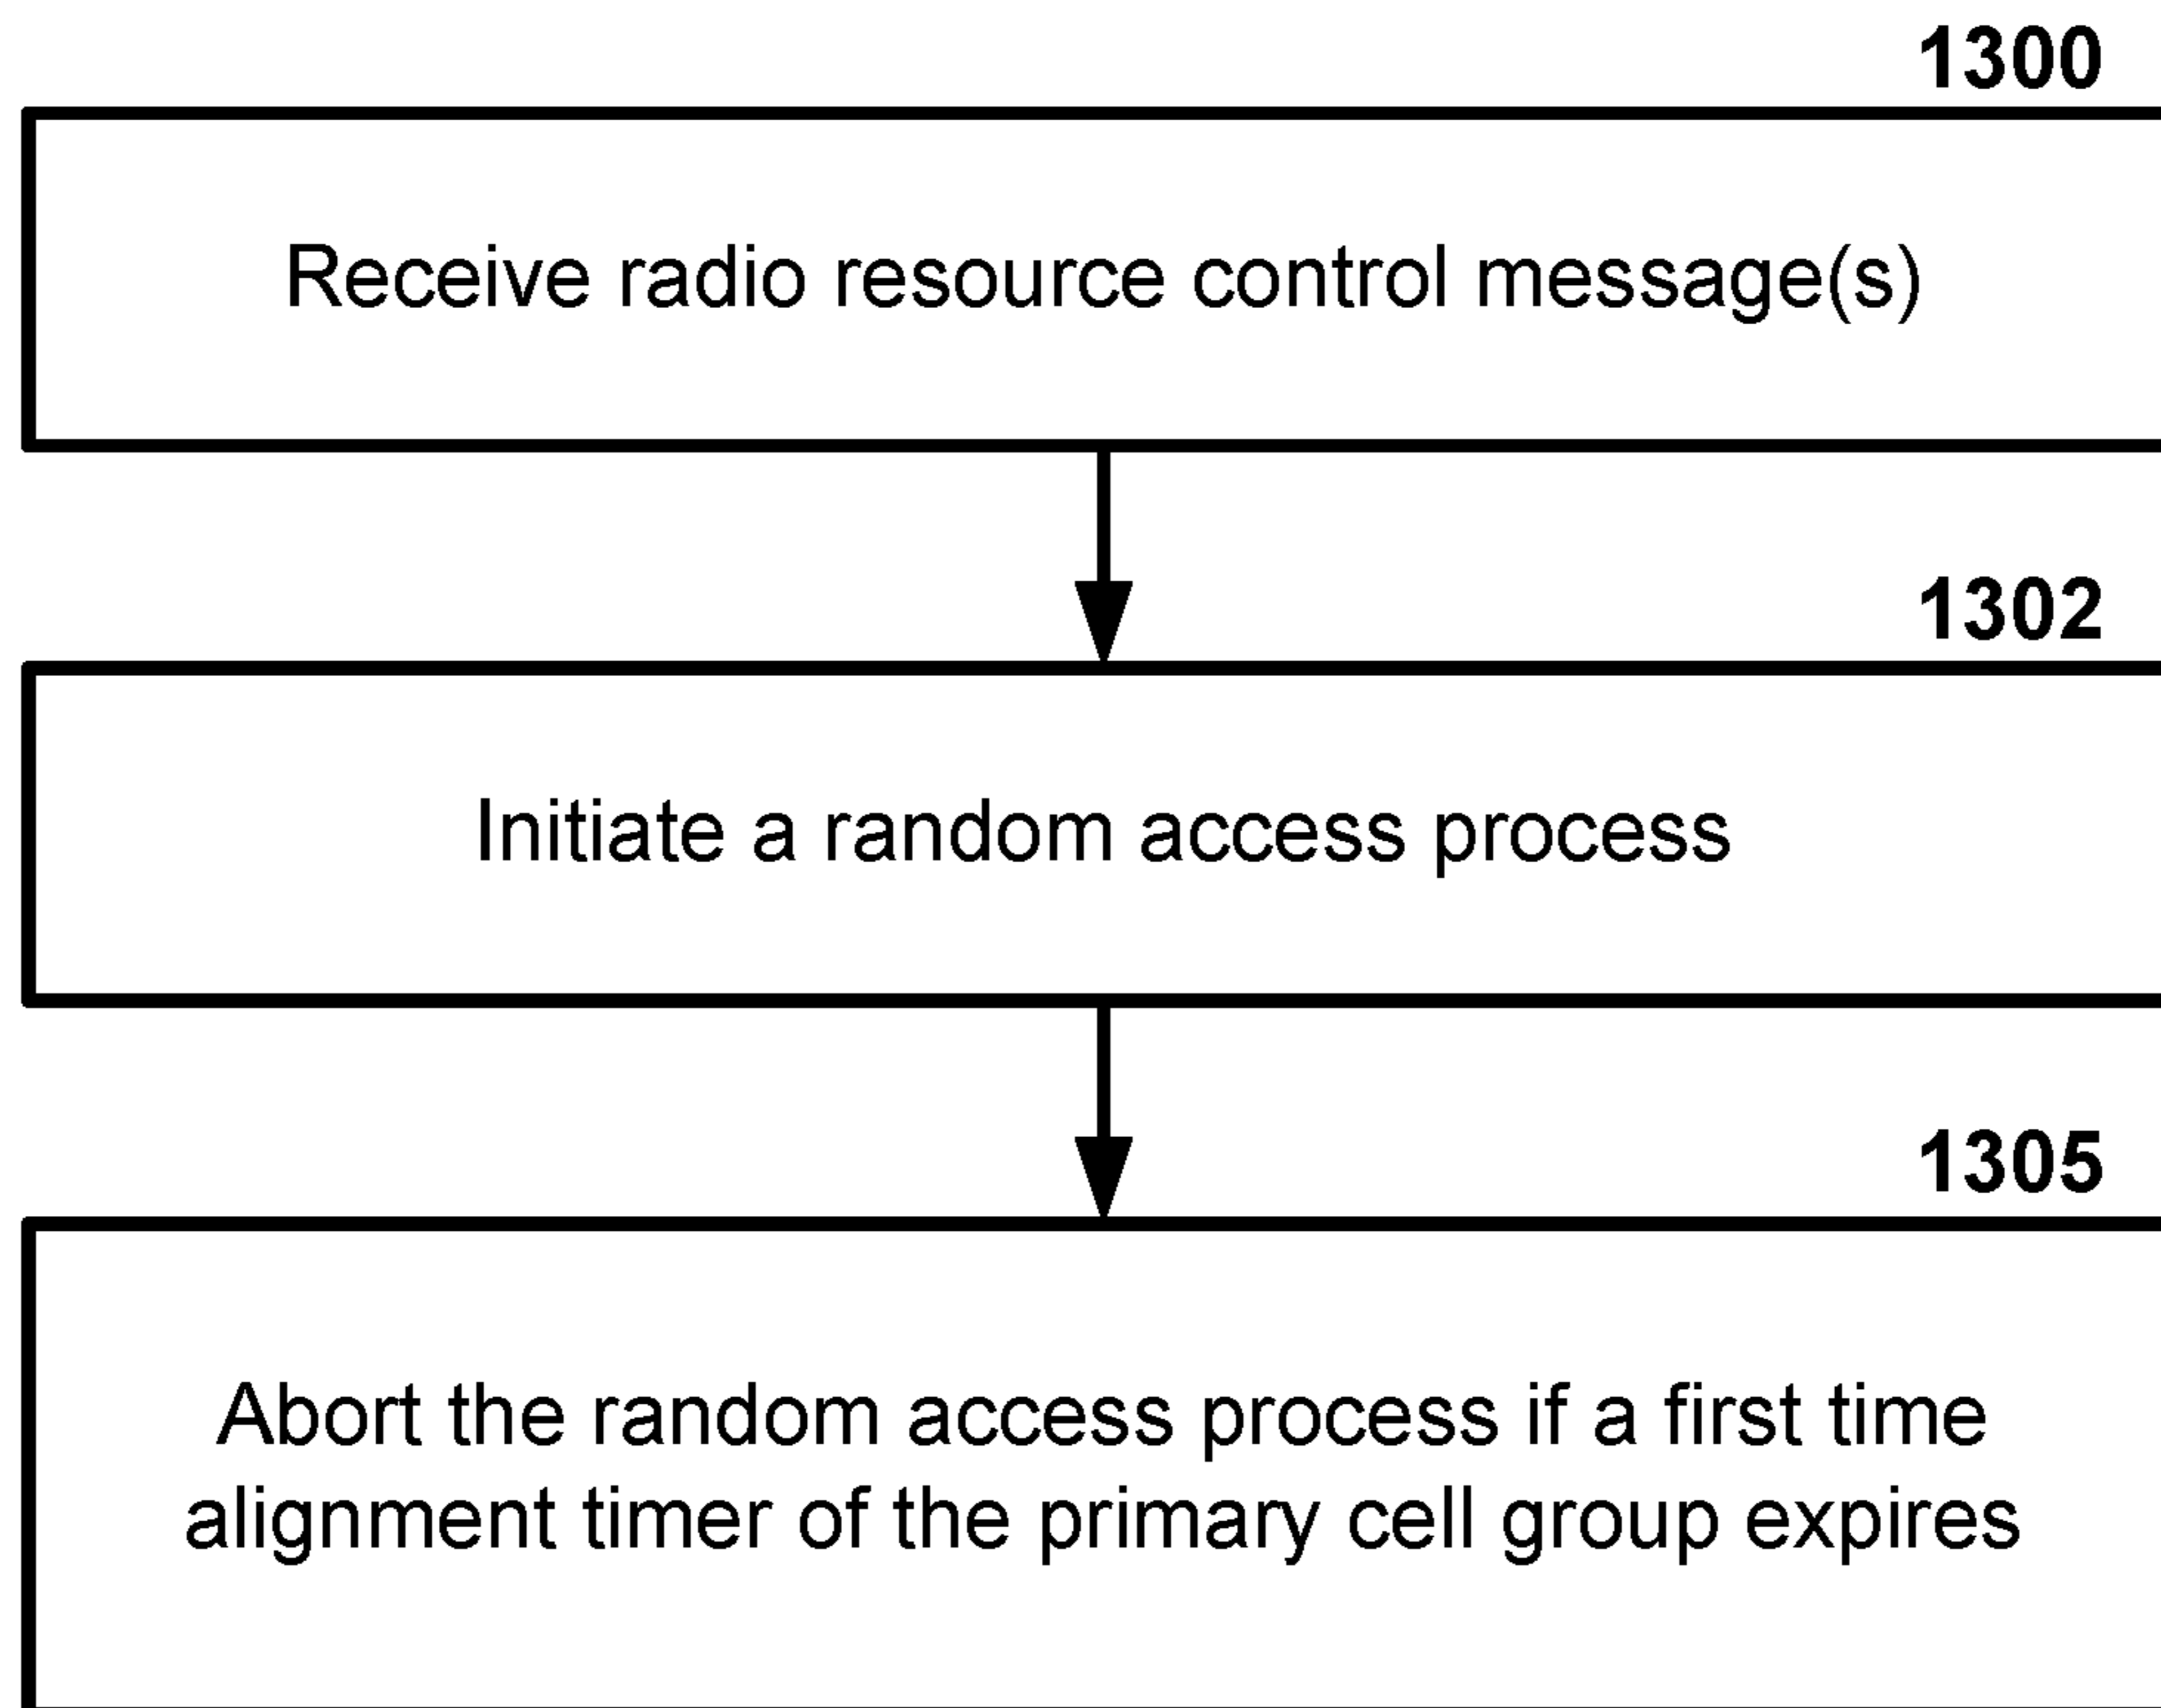 1300
Receive radio resource control message(s)
1302
Initiate a random access process
1305
Abort the random access process if a first time
alignment timer of the primary cell group expires